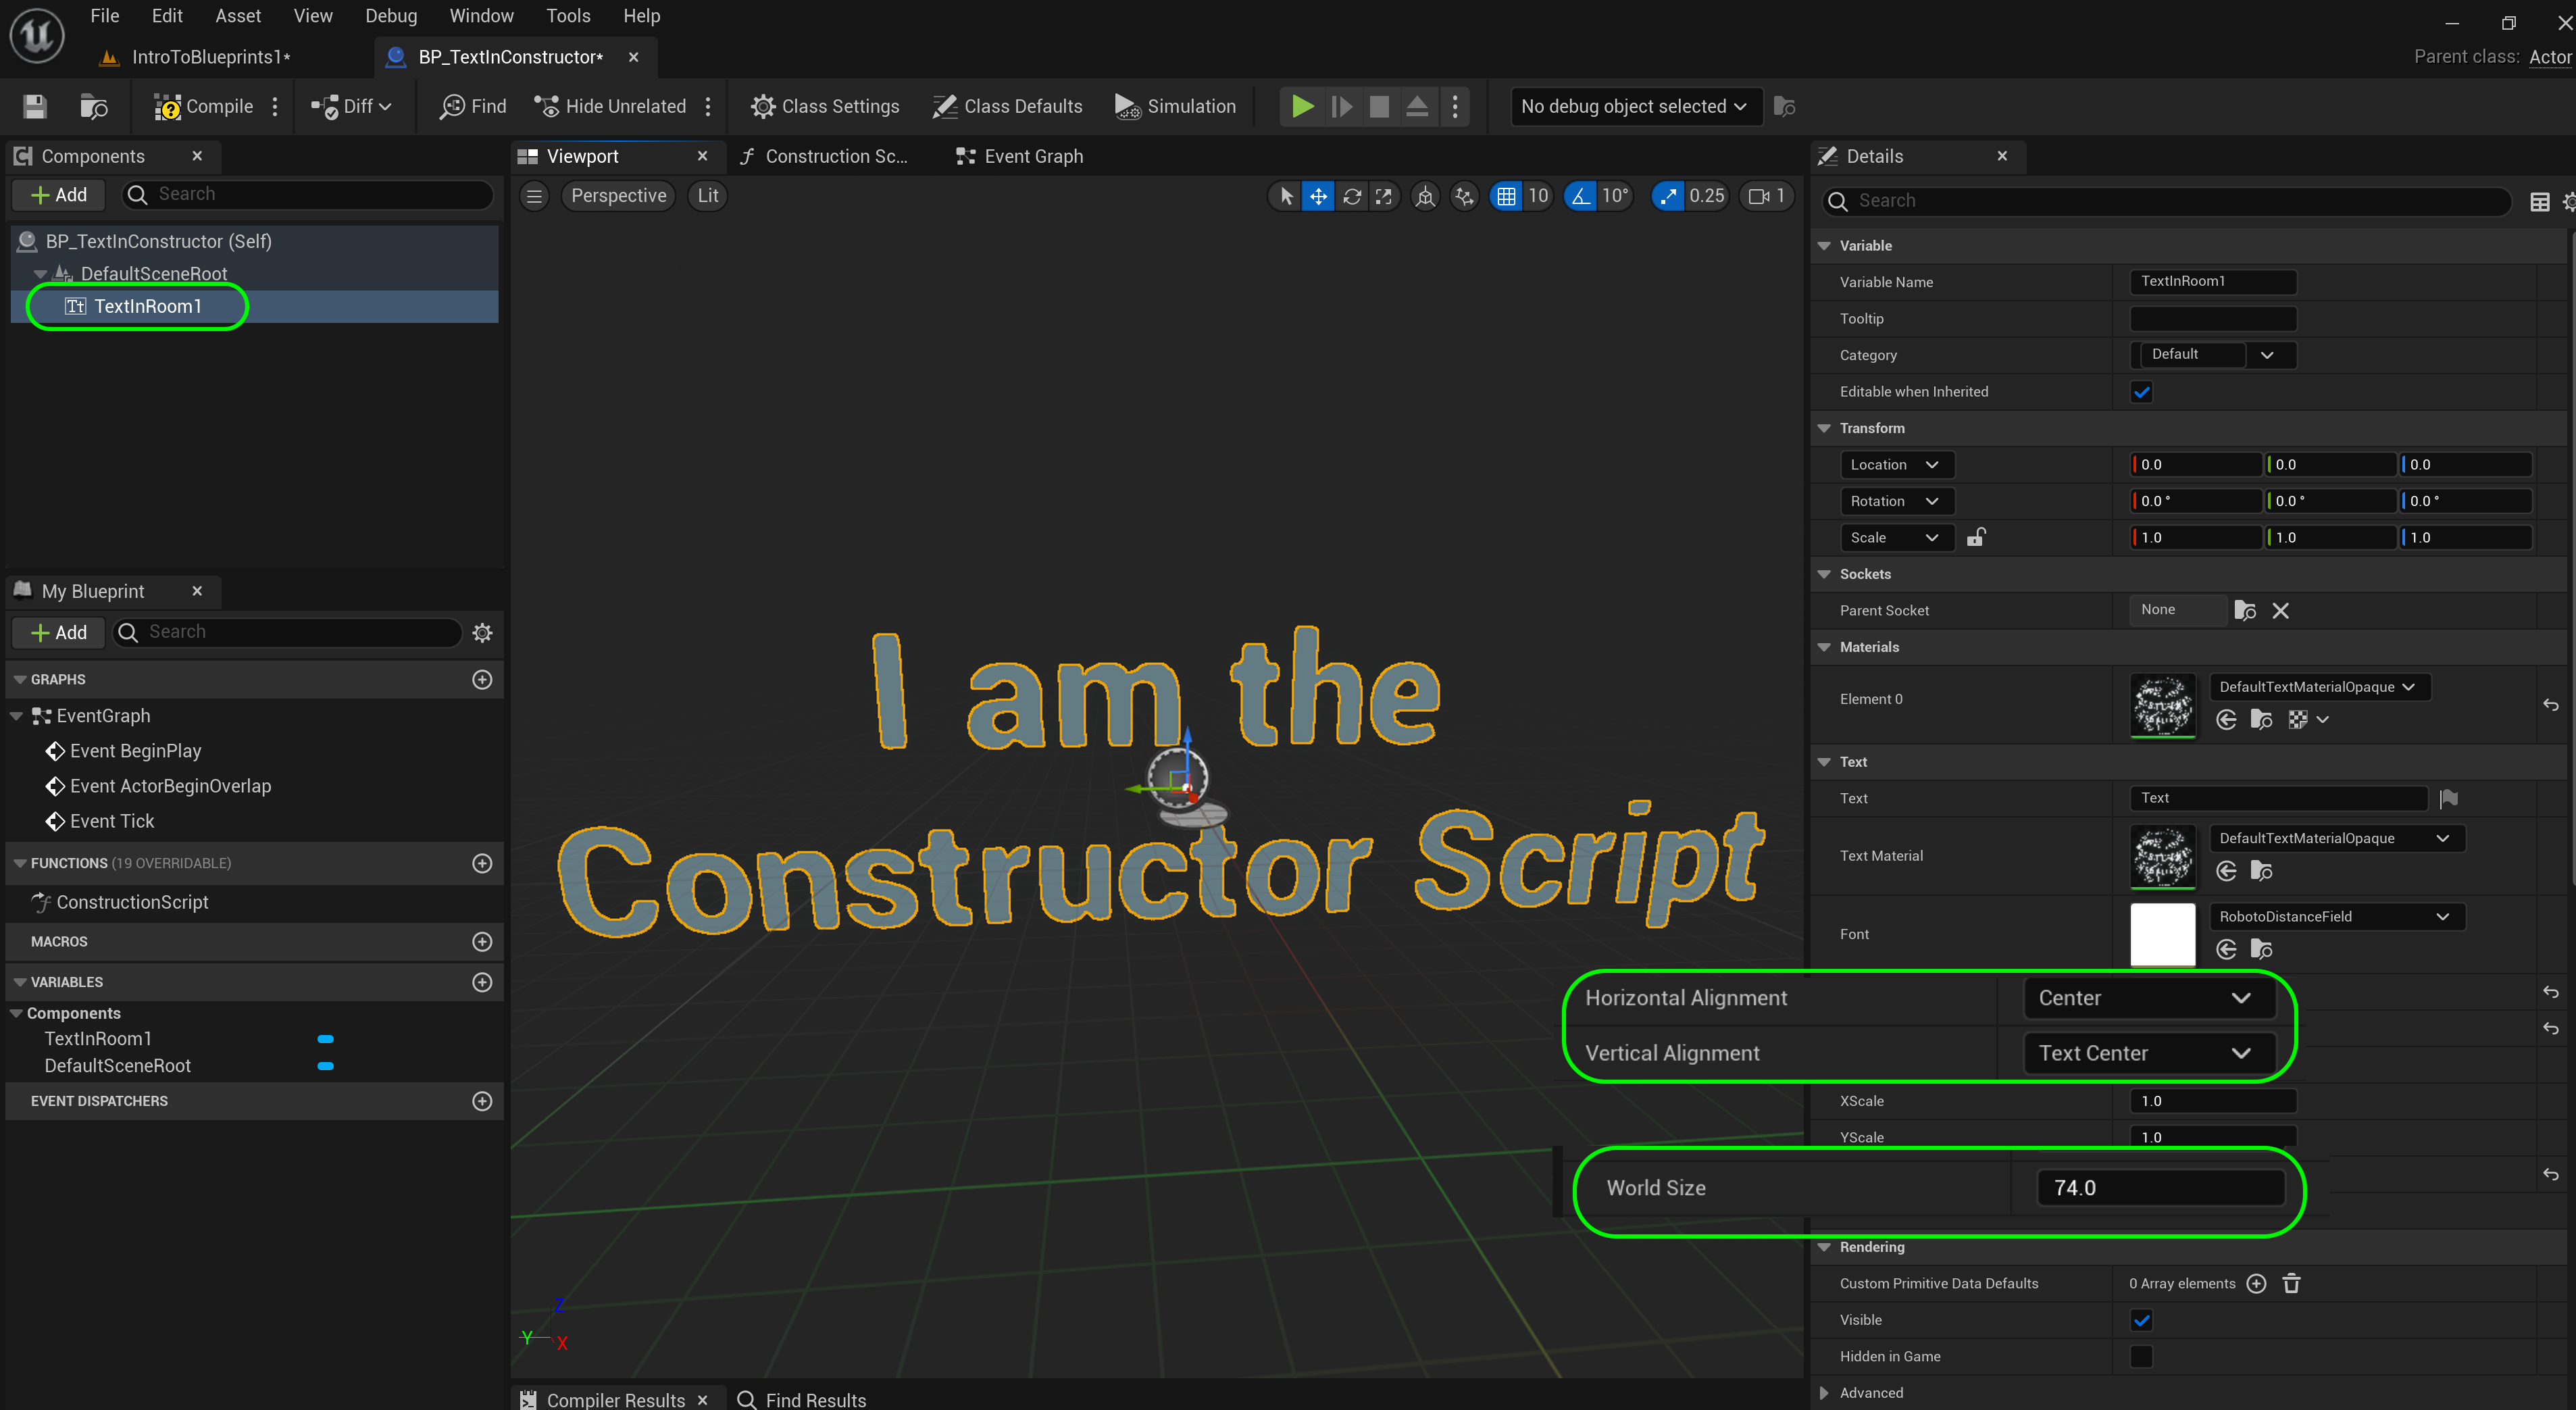 File Edit Asset View Debug Window Tools Help
IntroToBlueprints1*
BP_TextInConstructor*
Parent class: Actor
Compile
Diff
Find
Hide Unrelated
Class Settings
Class Defaults
Simulation
No debug object selected
Components
Add
Search
BP_TextInConstructor (Self)
DefaultSceneRoot
TextInRoom1
My Blueprint
Add
Search
GRAPHS
EventGraph
Event BeginPlay
Event ActorBeginOverlap
Event Tick
FUNCTIONS (19 OVERRIDABLE)
ConstructionScript
MACROS
VARIABLES
Components
TextInRoom1
DefaultSceneRoot
EVENT DISPATCHERS
Viewport
Construction Sc...
Event Graph
Perspective
Lit
10
10°
0.25
1
I am the
Constructor Script
Z
Y
X
Compiler Results
Find Results
Details
Search
Variable
Variable Name TextInRoom1
Tooltip
Category Default
Editable when Inherited
Transform
Location 0.0 0.0 0.0
Rotation 0.0 ° 0.0 ° 0.0 °
Scale 1.0 1.0 1.0
Sockets
Parent Socket None
Materials
Element 0 DefaultTextMaterialOpaque
Text
Text Text
Text Material DefaultTextMaterialOpaque
Font RobotoDistanceField
Horizontal Alignment Center
Vertical Alignment Text Center
XScale 1.0
YScale 1.0
World Size 74.0
Rendering
Custom Primitive Data Defaults 0 Array elements
Visible
Hidden in Game
Advanced